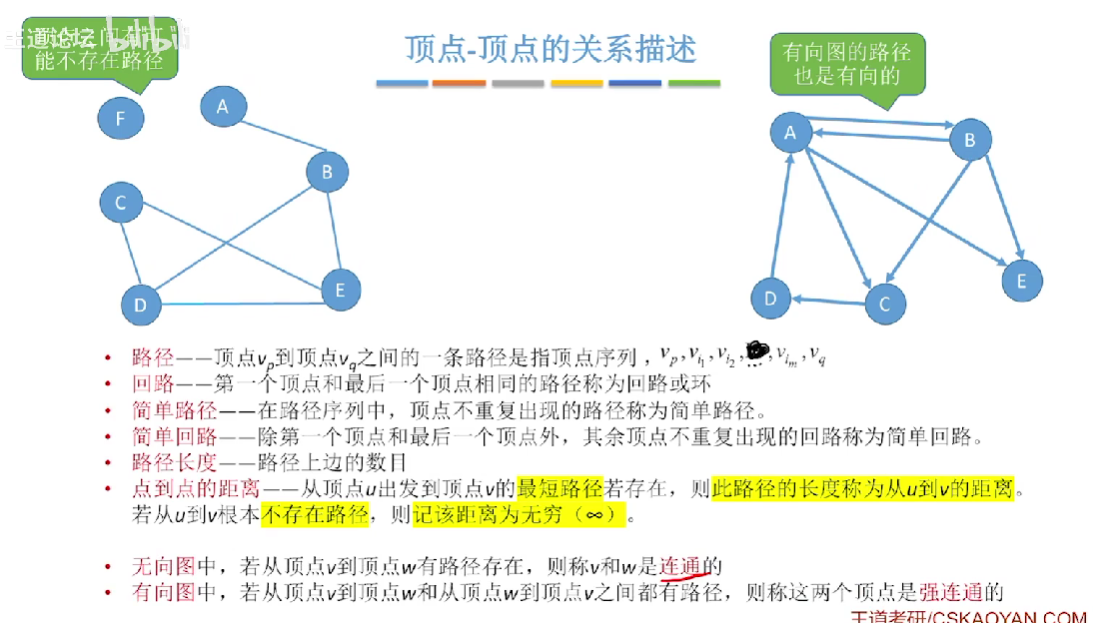 王道论坛 bilibili
能不存在路径
顶点-顶点的关系描述
有向图的路径
也是有向的
F
A
B
C
D
E
A
B
D
C
E
• 路径——顶点vp到顶点vq之间的一条路径是指顶点序列，vp,vi1,vi2,…,vim,vq
• 回路——第一个顶点和最后一个顶点相同的路径称为回路或环
• 简单路径——在路径序列中，顶点不重复出现的路径称为简单路径。
• 简单回路——除第一个顶点和最后一个顶点外，其余顶点不重复出现的回路称为简单回路。
• 路径长度——路径上边的数目
• 点到点的距离——从顶点u出发到顶点v的最短路径若存在，则此路径的长度称为从u到v的距离。
若从u到v根本不存在路径，则记该距离为无穷（∞）。
• 无向图中，若从顶点v到顶点w有路径存在，则称v和w是连通的
• 有向图中，若从顶点v到顶点w和从顶点w到顶点v之间都有路径，则称这两个顶点是强连通的
王道考研/CSKAOYAN.COM